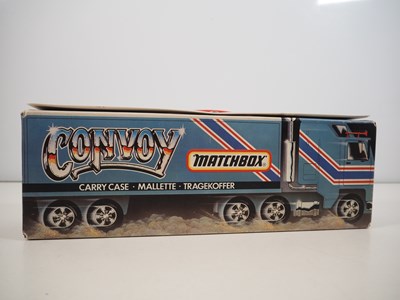 CONVOY
MATCHBOX
CARRY CASE · MALLETTE · TRAGEKOFFER